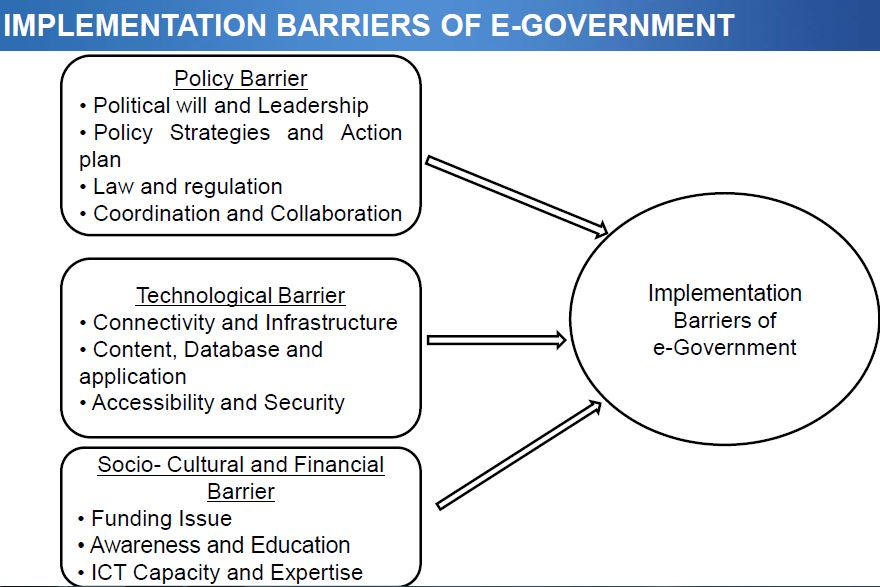 IMPLEMENTATION BARRIERS OF E-GOVERNMENT
Policy Barrier
• Political will and Leadership
• Policy Strategies and Action
plan
• Law and regulation
• Coordination and Collaboration
Technological Barrier
• Connectivity and Infrastructure
• Content, Database and
application
• Accessibility and Security
Socio- Cultural and Financial
Barrier
• Funding Issue
• Awareness and Education
• ICT Capacity and Expertise
Implementation
Barriers of
e-Government